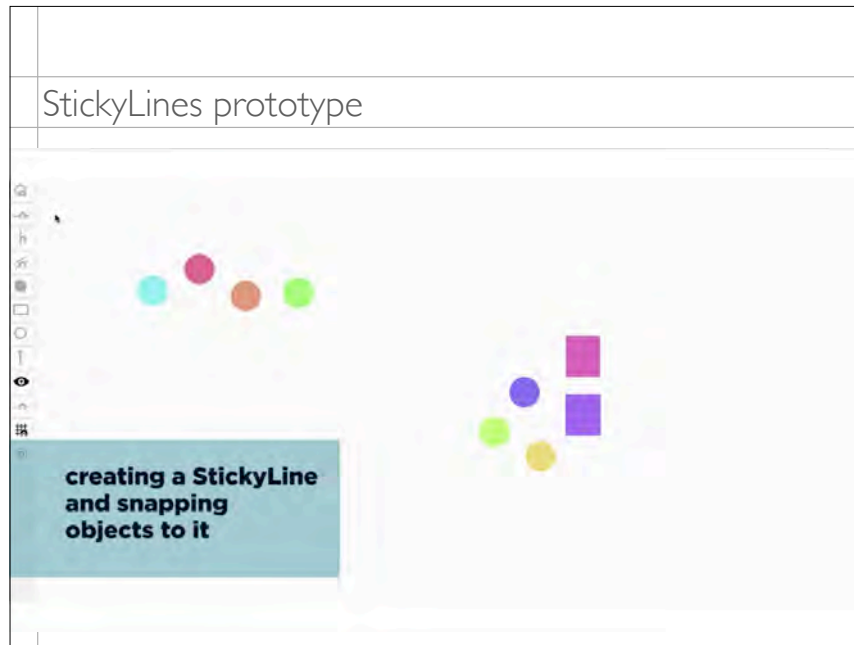 StickyLines prototype
creating a StickyLine
and snapping
objects to it